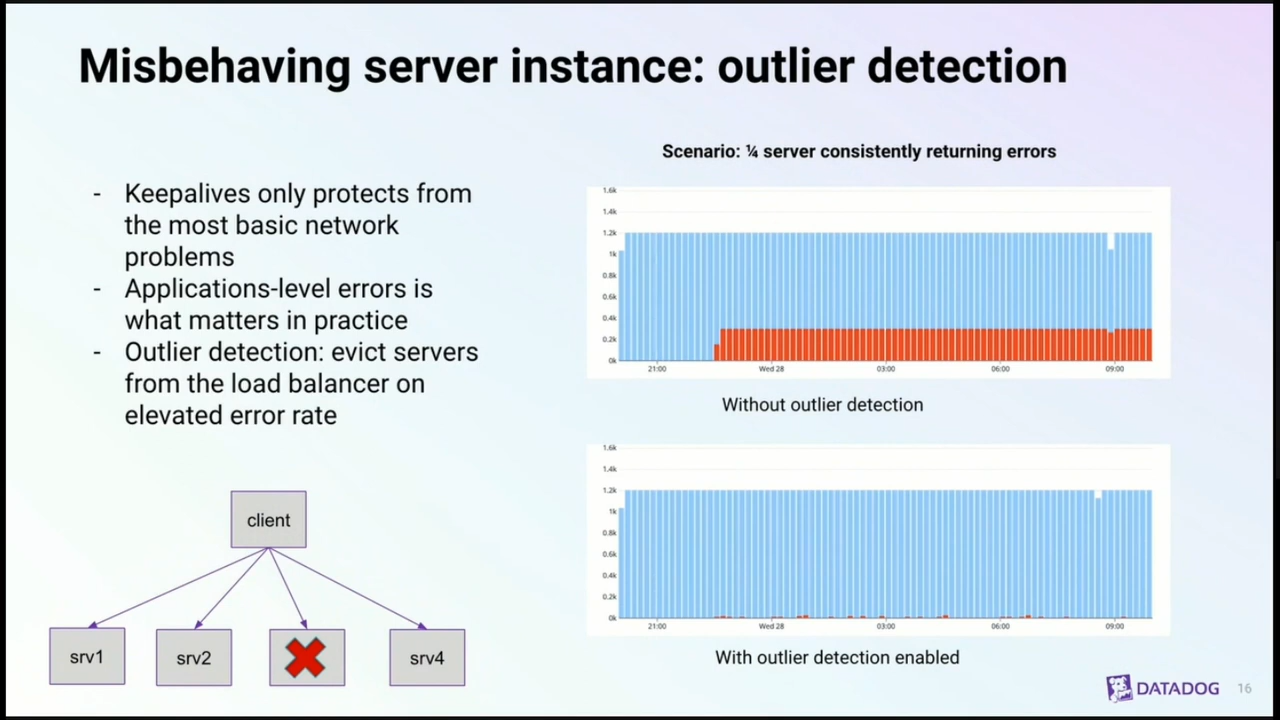 Misbehaving server instance: outlier detection
- Keepalives only protects from
the most basic network
problems
- Applications-level errors is
what matters in practice
- Outlier detection: evict servers
from the load balancer on
elevated error rate
client
srv1
srv2
srv4
Scenario: ¼ server consistently returning errors
1.6k
1.4k
1.2k
1k
0.8k
0.6k
0.4k
0.2k
0k
21:00
Wed 28
03:00
06:00
09:00
Without outlier detection
1.6k
1.4k
1.2k
1k
0.8k
0.6k
0.4k
0.2k
0k
21:00
Wed 28
03:00
06:00
09:00
With outlier detection enabled
DATADOG
16